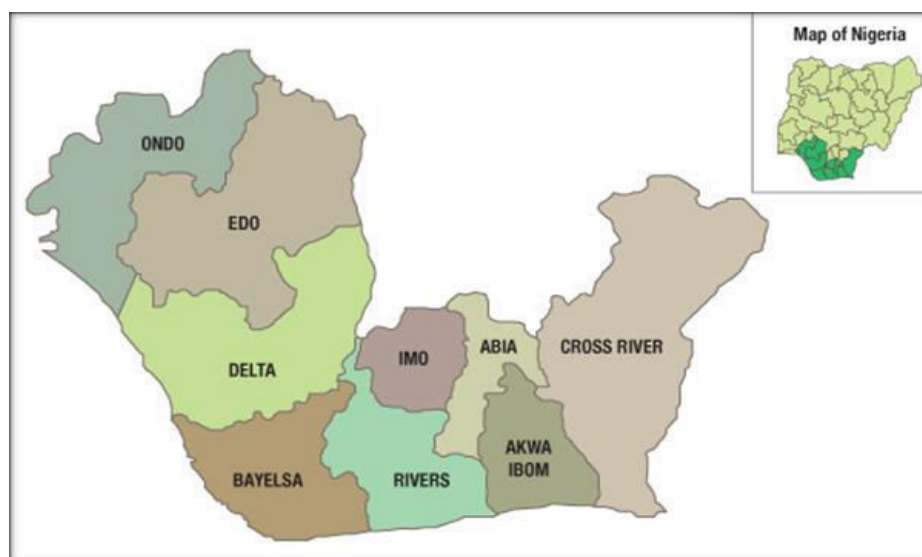 Map of Nigeria
ONDO
EDO
DELTA
IMO
ABIA
CROSS RIVER
AKWA
IBOM
BAYELSA
RIVERS